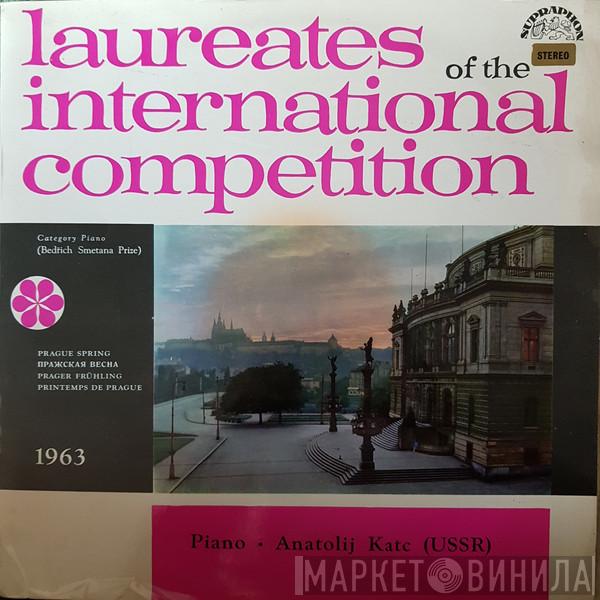 laureates
of the
international
competition
SUPRAPHON
STEREO
Category Piano
(Bedřich Smetana Prize)
PRAGUE SPRING
ПРАЖСКАЯ ВЕСНА
PRAGER FRÜHLING
PRINTEMPS DE PRAGUE
1963
Piano - Anatolij Katc (USSR)
МАРКЕТ ВИНИЛА